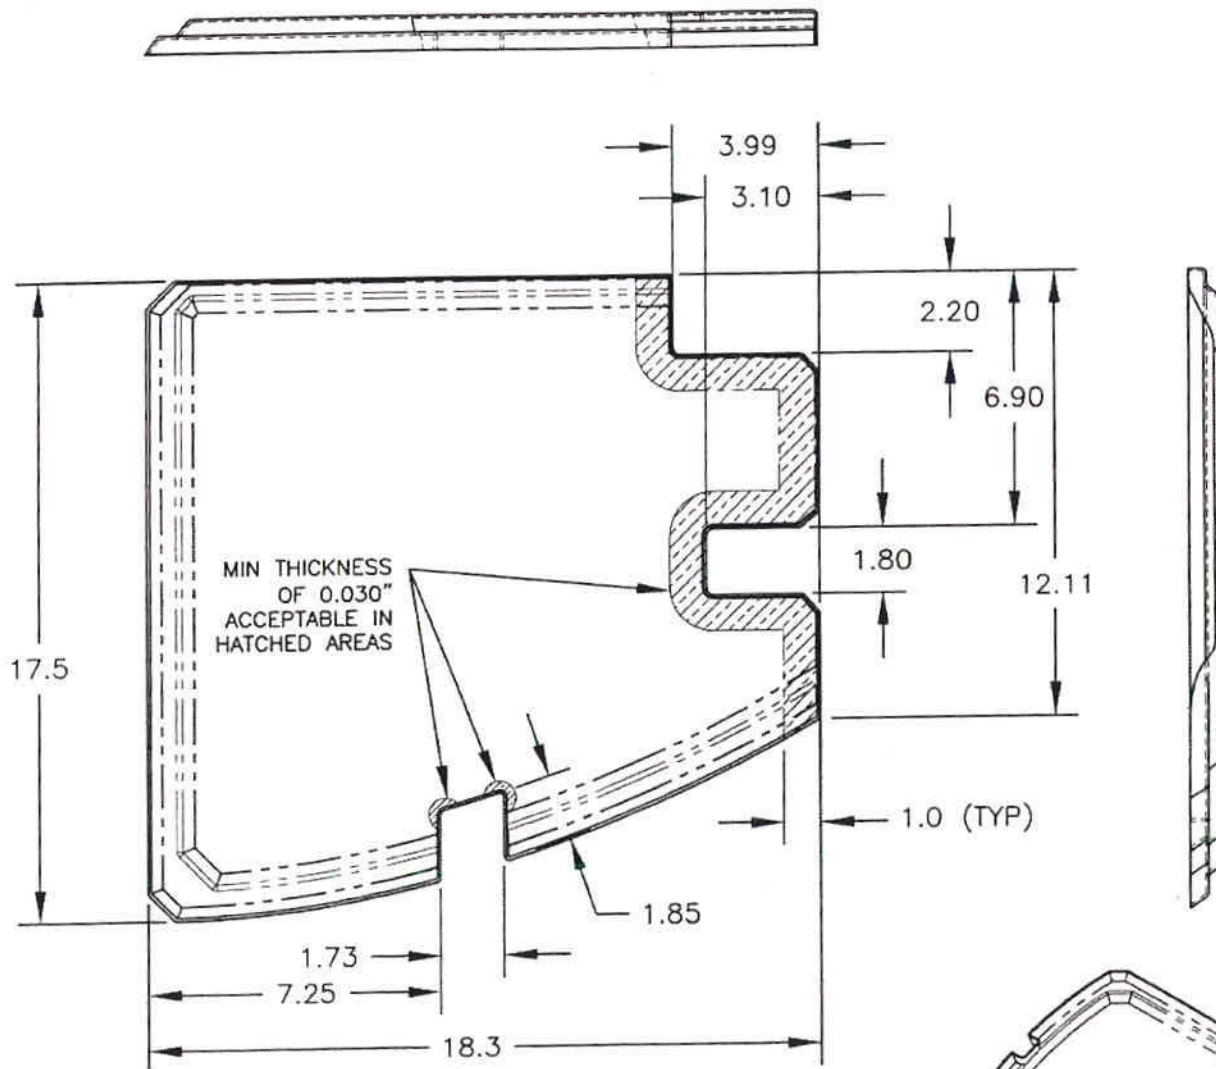 3.99
3.10
2.20
6.90
1.80
12.11
MIN THICKNESS
OF 0.030"
ACCEPTABLE IN
HATCHED AREAS
17.5
1.0 (TYP)
1.85
1.73
7.25
18.3